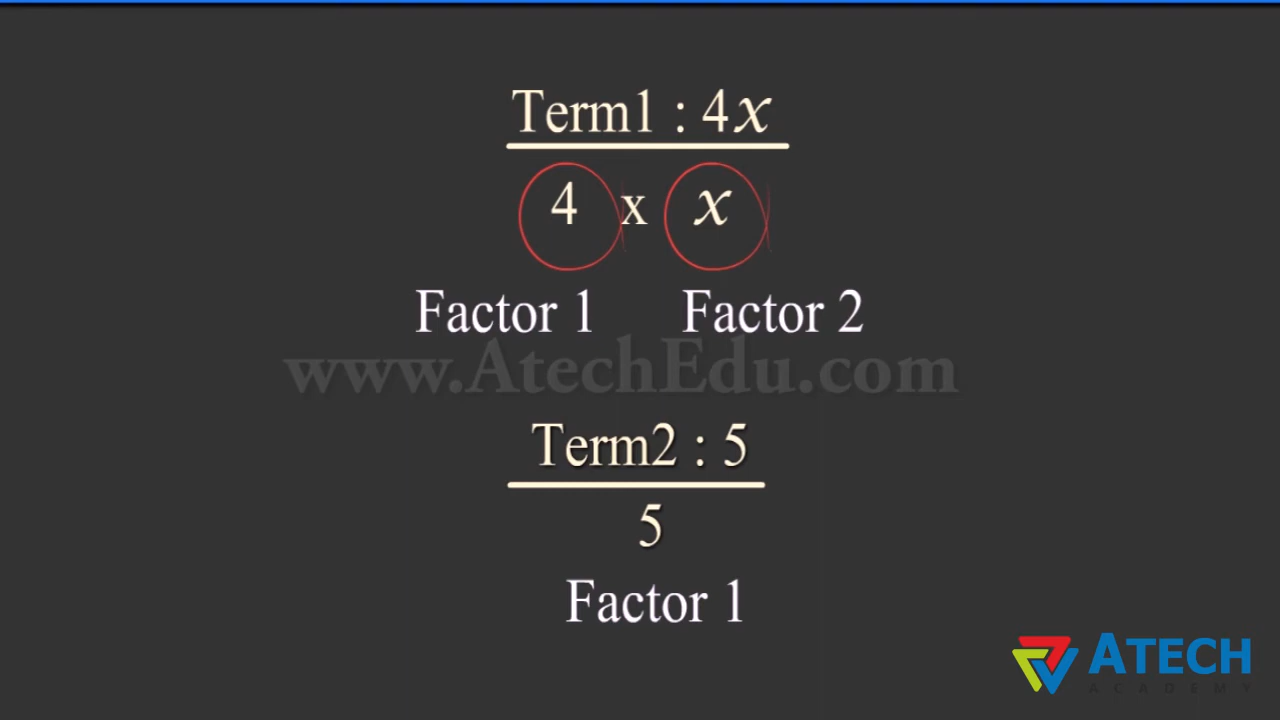 Term1 : 4x
4 x x
Factor 1 Factor 2
www.AtechEdu.com
Term2 : 5
5
Factor 1
ATECH
ACADEMY